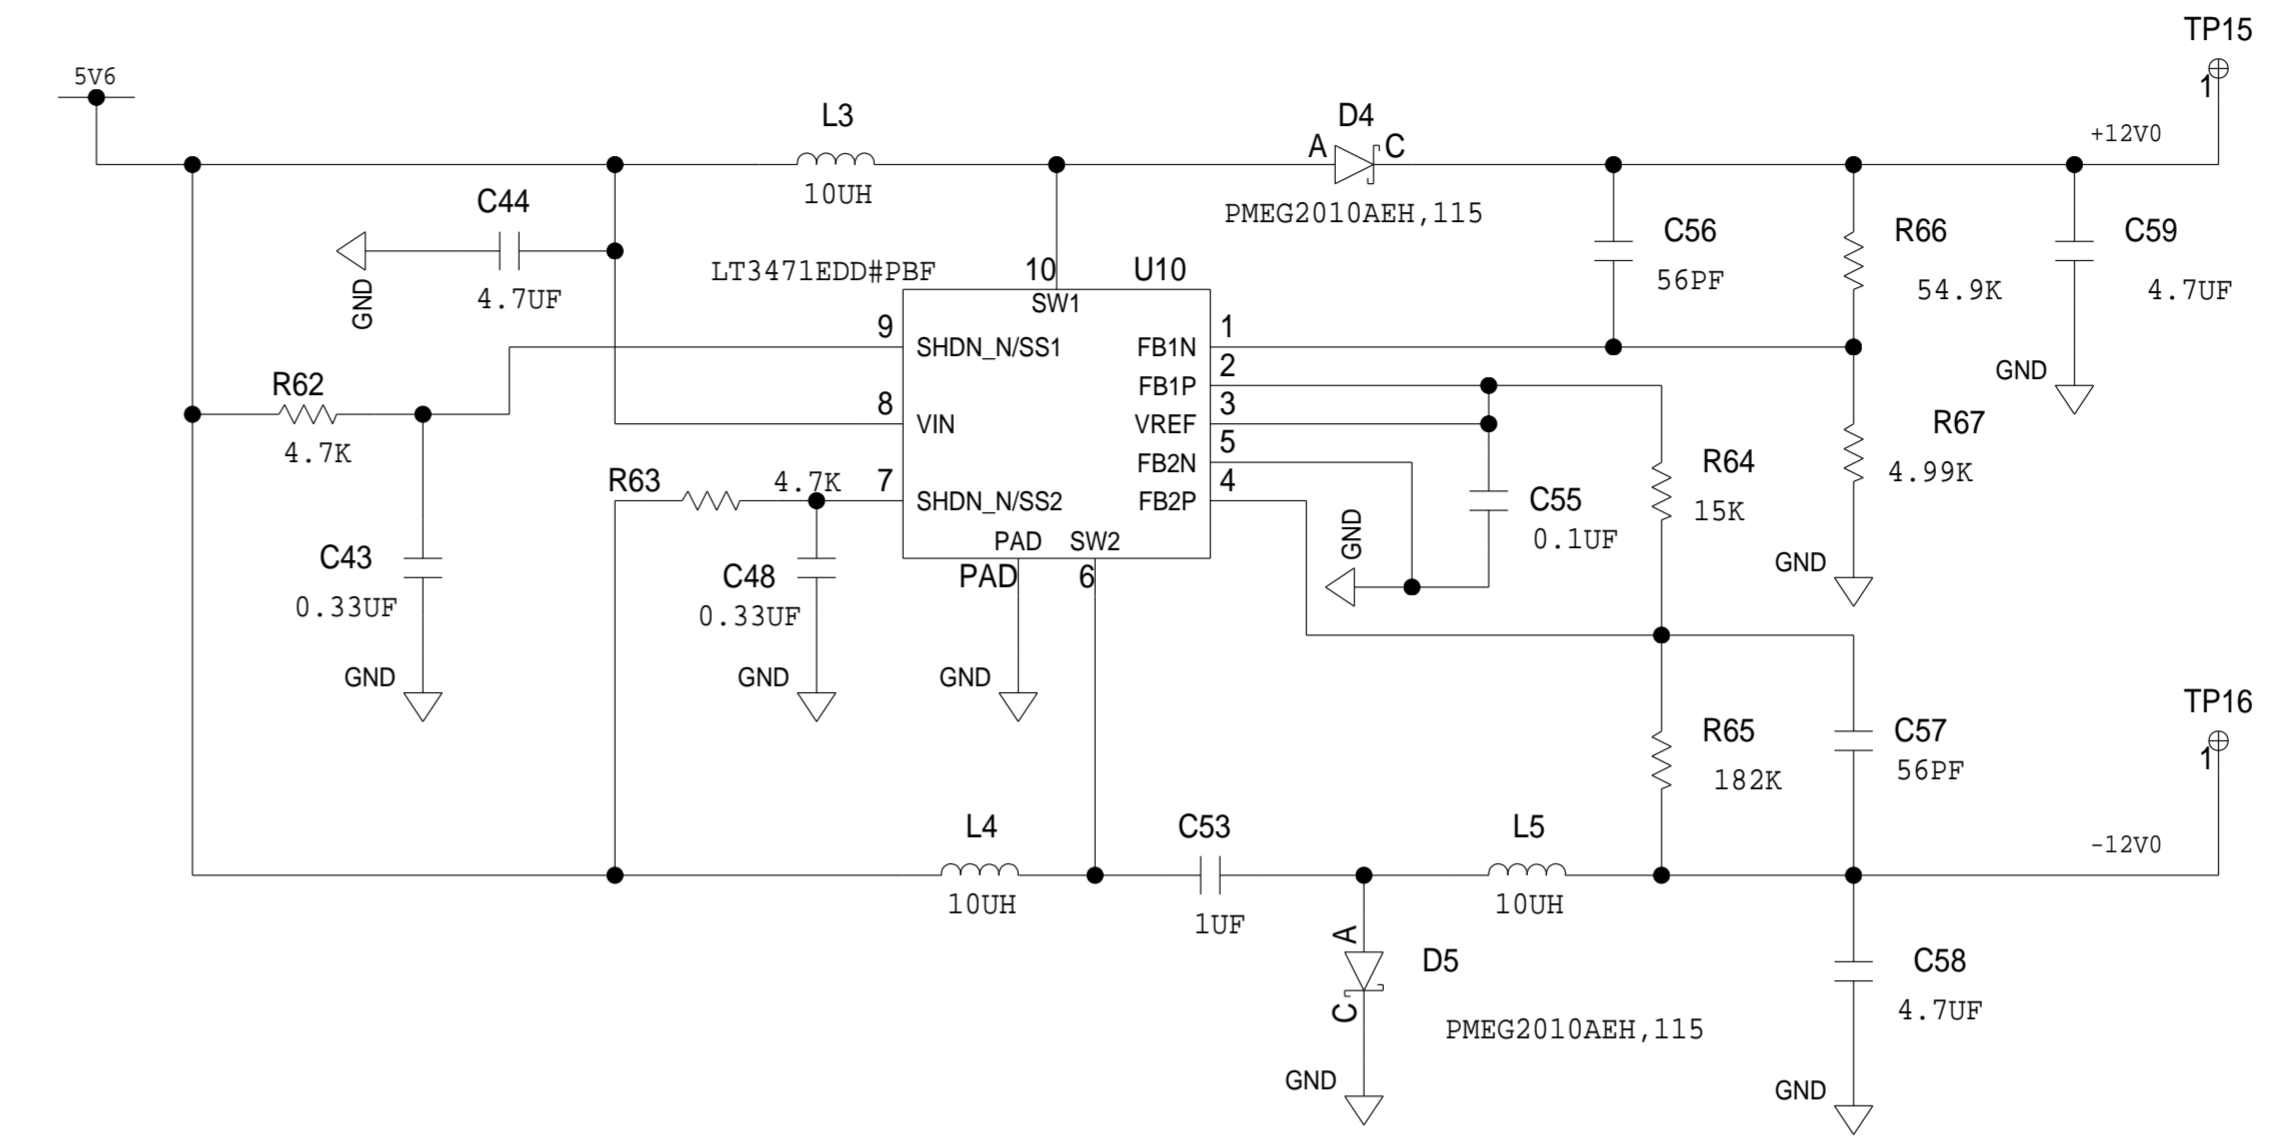 TP15
1
5V6
+12V0
L3
10UH
D4
A C
PMEG2010AEH,115
C44
4.7UF
GND
C56
56PF
R66
54.9K
C59
4.7UF
GND
LT3471EDD#PBF
10
U10
SW1
9
SHDN_N/SS1
FB1N
1
FB1P
2
8
VIN
VREF
3
FB2N
5
7
SHDN_N/SS2
FB2P
4
PAD
SW2
PAD
6
R62
4.7K
R63
4.7K
C43
0.33UF
GND
C48
0.33UF
GND
GND
GND
C55
0.1UF
R64
15K
R67
4.99K
GND
R65
182K
C57
56PF
TP16
1
-12V0
L4
10UH
C53
1UF
L5
10UH
A
C
D5
PMEG2010AEH,115
GND
C58
4.7UF
GND